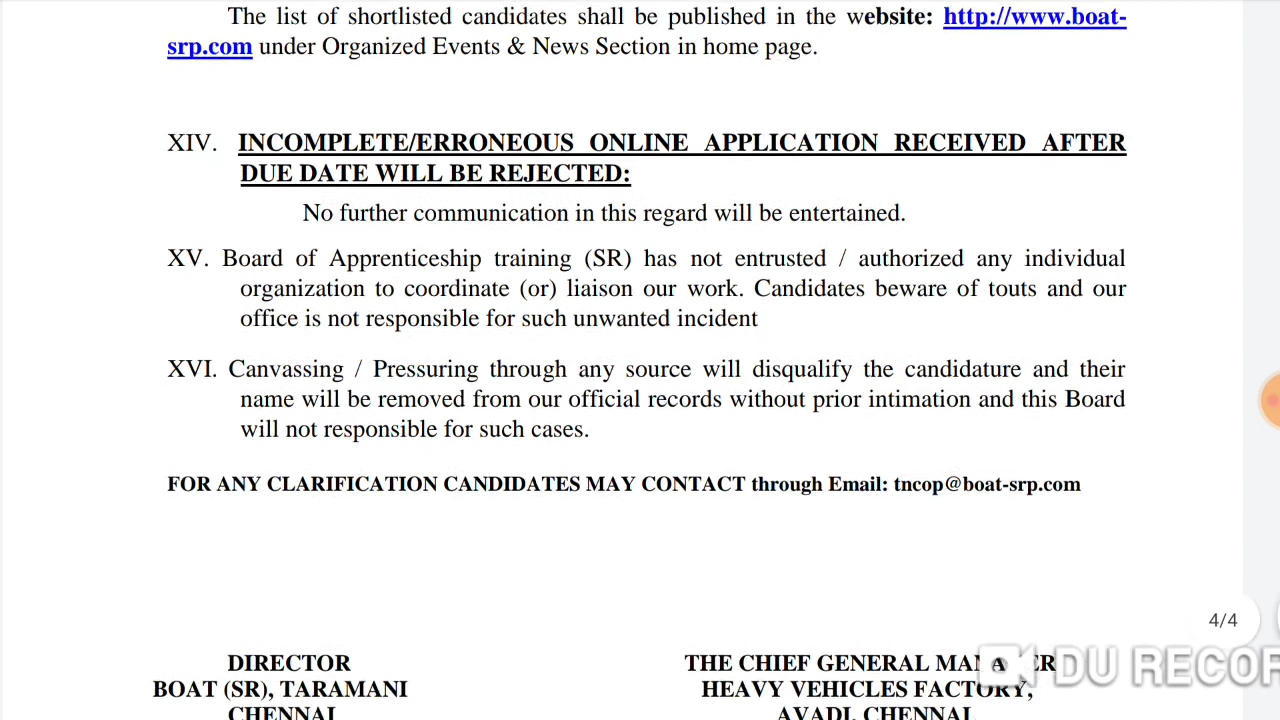 The list of shortlisted candidates shall be published in the website: http://www.boat-
srp.com under Organized Events & News Section in home page.
XIV. INCOMPLETE/ERRONEOUS ONLINE APPLICATION RECEIVED AFTER
DUE DATE WILL BE REJECTED:
No further communication in this regard will be entertained.
XV. Board of Apprenticeship training (SR) has not entrusted / authorized any individual
organization to coordinate (or) liaison our work. Candidates beware of touts and our
office is not responsible for such unwanted incident
XVI. Canvassing / Pressuring through any source will disqualify the candidature and their
name will be removed from our official records without prior intimation and this Board
will not responsible for such cases.
FOR ANY CLARIFICATION CANDIDATES MAY CONTACT through Email: tncop@boat-srp.com
4/4
DIRECTOR THE CHIEF GENERAL MANAGER
DU RECOR
BOAT (SR), TARAMANI HEAVY VEHICLES FACTORY,
CHENNAI AVADI, CHENNAI